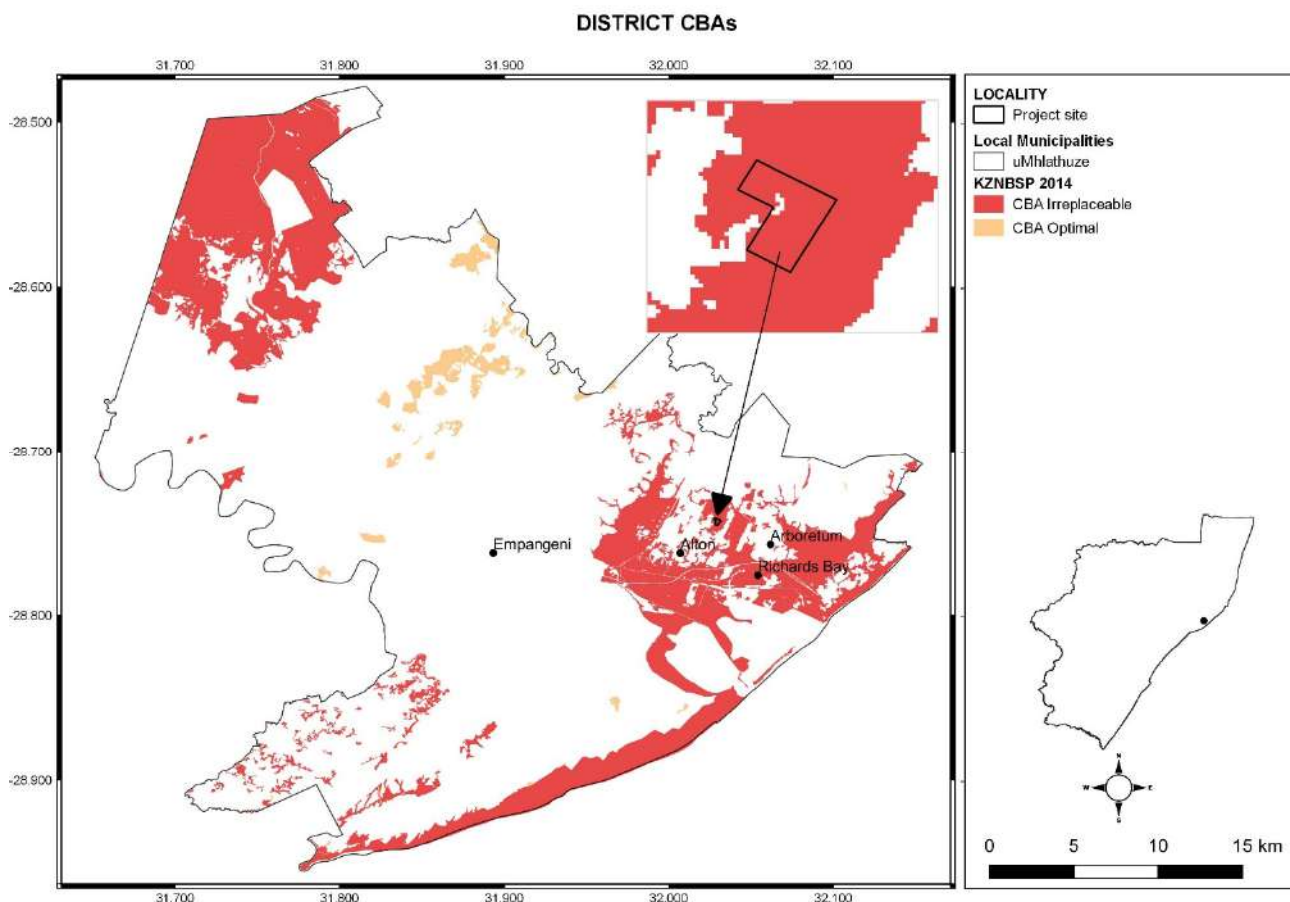 DISTRICT CBAs
31.700 31.800 31.900 32.000 32.100
-28.500
-28.600
-28.700
-28.800
-28.900
Empangeni
Alton
Arboretum
Richards Bay
31.700 31.800 31.900 32.000 32.100
LOCALITY
Project site
Local Municipalities
uMhlathuze
KZNBSP 2014
CBA Irreplaceable
CBA Optimal
N
W E
S
0 5 10 15 km